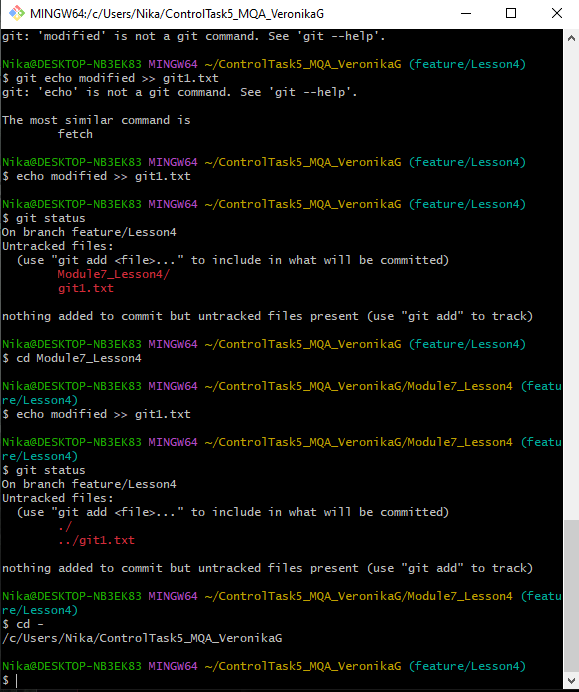 MINGW64:/c/Users/Nika/ControlTask5_MQA_VeronikaG
git: 'modified' is not a git command. See 'git --help'.
Nika@DESKTOP-NB3EK83 MINGW64 ~/ControlTask5_MQA_VeronikaG (feature/Lesson4)
$ git echo modified >> git1.txt
git: 'echo' is not a git command. See 'git --help'.
The most similar command is
fetch
Nika@DESKTOP-NB3EK83 MINGW64 ~/ControlTask5_MQA_VeronikaG (feature/Lesson4)
$ echo modified >> git1.txt
Nika@DESKTOP-NB3EK83 MINGW64 ~/ControlTask5_MQA_VeronikaG (feature/Lesson4)
$ git status
On branch feature/Lesson4
Untracked files:
(use "git add <file>..." to include in what will be committed)
Module7_Lesson4/
git1.txt
nothing added to commit but untracked files present (use "git add" to track)
Nika@DESKTOP-NB3EK83 MINGW64 ~/ControlTask5_MQA_VeronikaG (feature/Lesson4)
$ cd Module7_Lesson4
Nika@DESKTOP-NB3EK83 MINGW64 ~/ControlTask5_MQA_VeronikaG/Module7_Lesson4 (featu
re/Lesson4)
$ echo modified >> git1.txt
Nika@DESKTOP-NB3EK83 MINGW64 ~/ControlTask5_MQA_VeronikaG/Module7_Lesson4 (featu
re/Lesson4)
$ git status
On branch feature/Lesson4
Untracked files:
(use "git add <file>..." to include in what will be committed)
./
../git1.txt
nothing added to commit but untracked files present (use "git add" to track)
Nika@DESKTOP-NB3EK83 MINGW64 ~/ControlTask5_MQA_VeronikaG/Module7_Lesson4 (featu
re/Lesson4)
$ cd -
/c/Users/Nika/ControlTask5_MQA_VeronikaG
Nika@DESKTOP-NB3EK83 MINGW64 ~/ControlTask5_MQA_VeronikaG (feature/Lesson4)
$